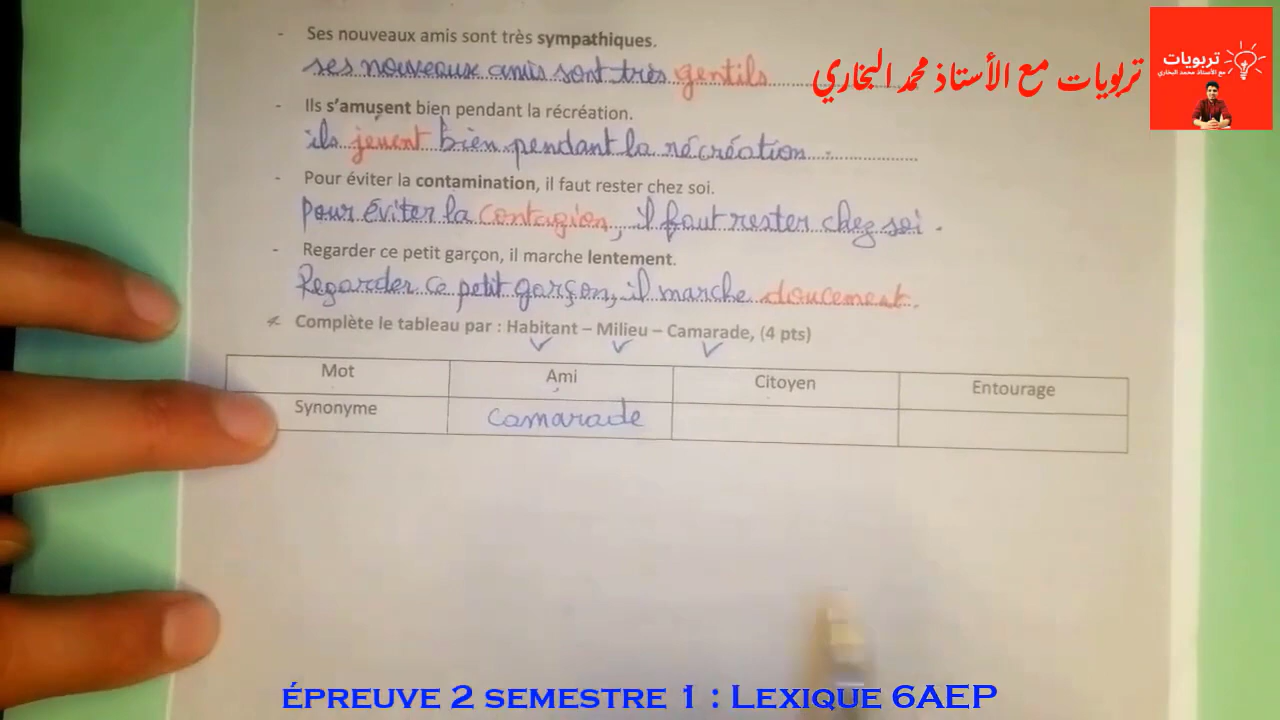 - Ses nouveaux amis sont très sympathiques.
ses nouveaux amis sont très gentils
تربويات مع الأستاذ محمد البخاري
تربويات
مع الأستاذ محمد البخاري
- Ils s'amusent bien pendant la récréation.
ils jouent bien pendant la récréation.
- Pour éviter la contamination, il faut rester chez soi.
Pour éviter la contagion, il faut rester chez soi.
- Regarder ce petit garçon, il marche lentement.
Regarder ce petit garçon, il marche doucement.
Complète le tableau par : Habitant – Milieu – Camarade, (4 pts)
Mot Ami Citoyen Entourage
Synonyme camarade
épreuve 2 semestre 1 : Lexique 6AEP